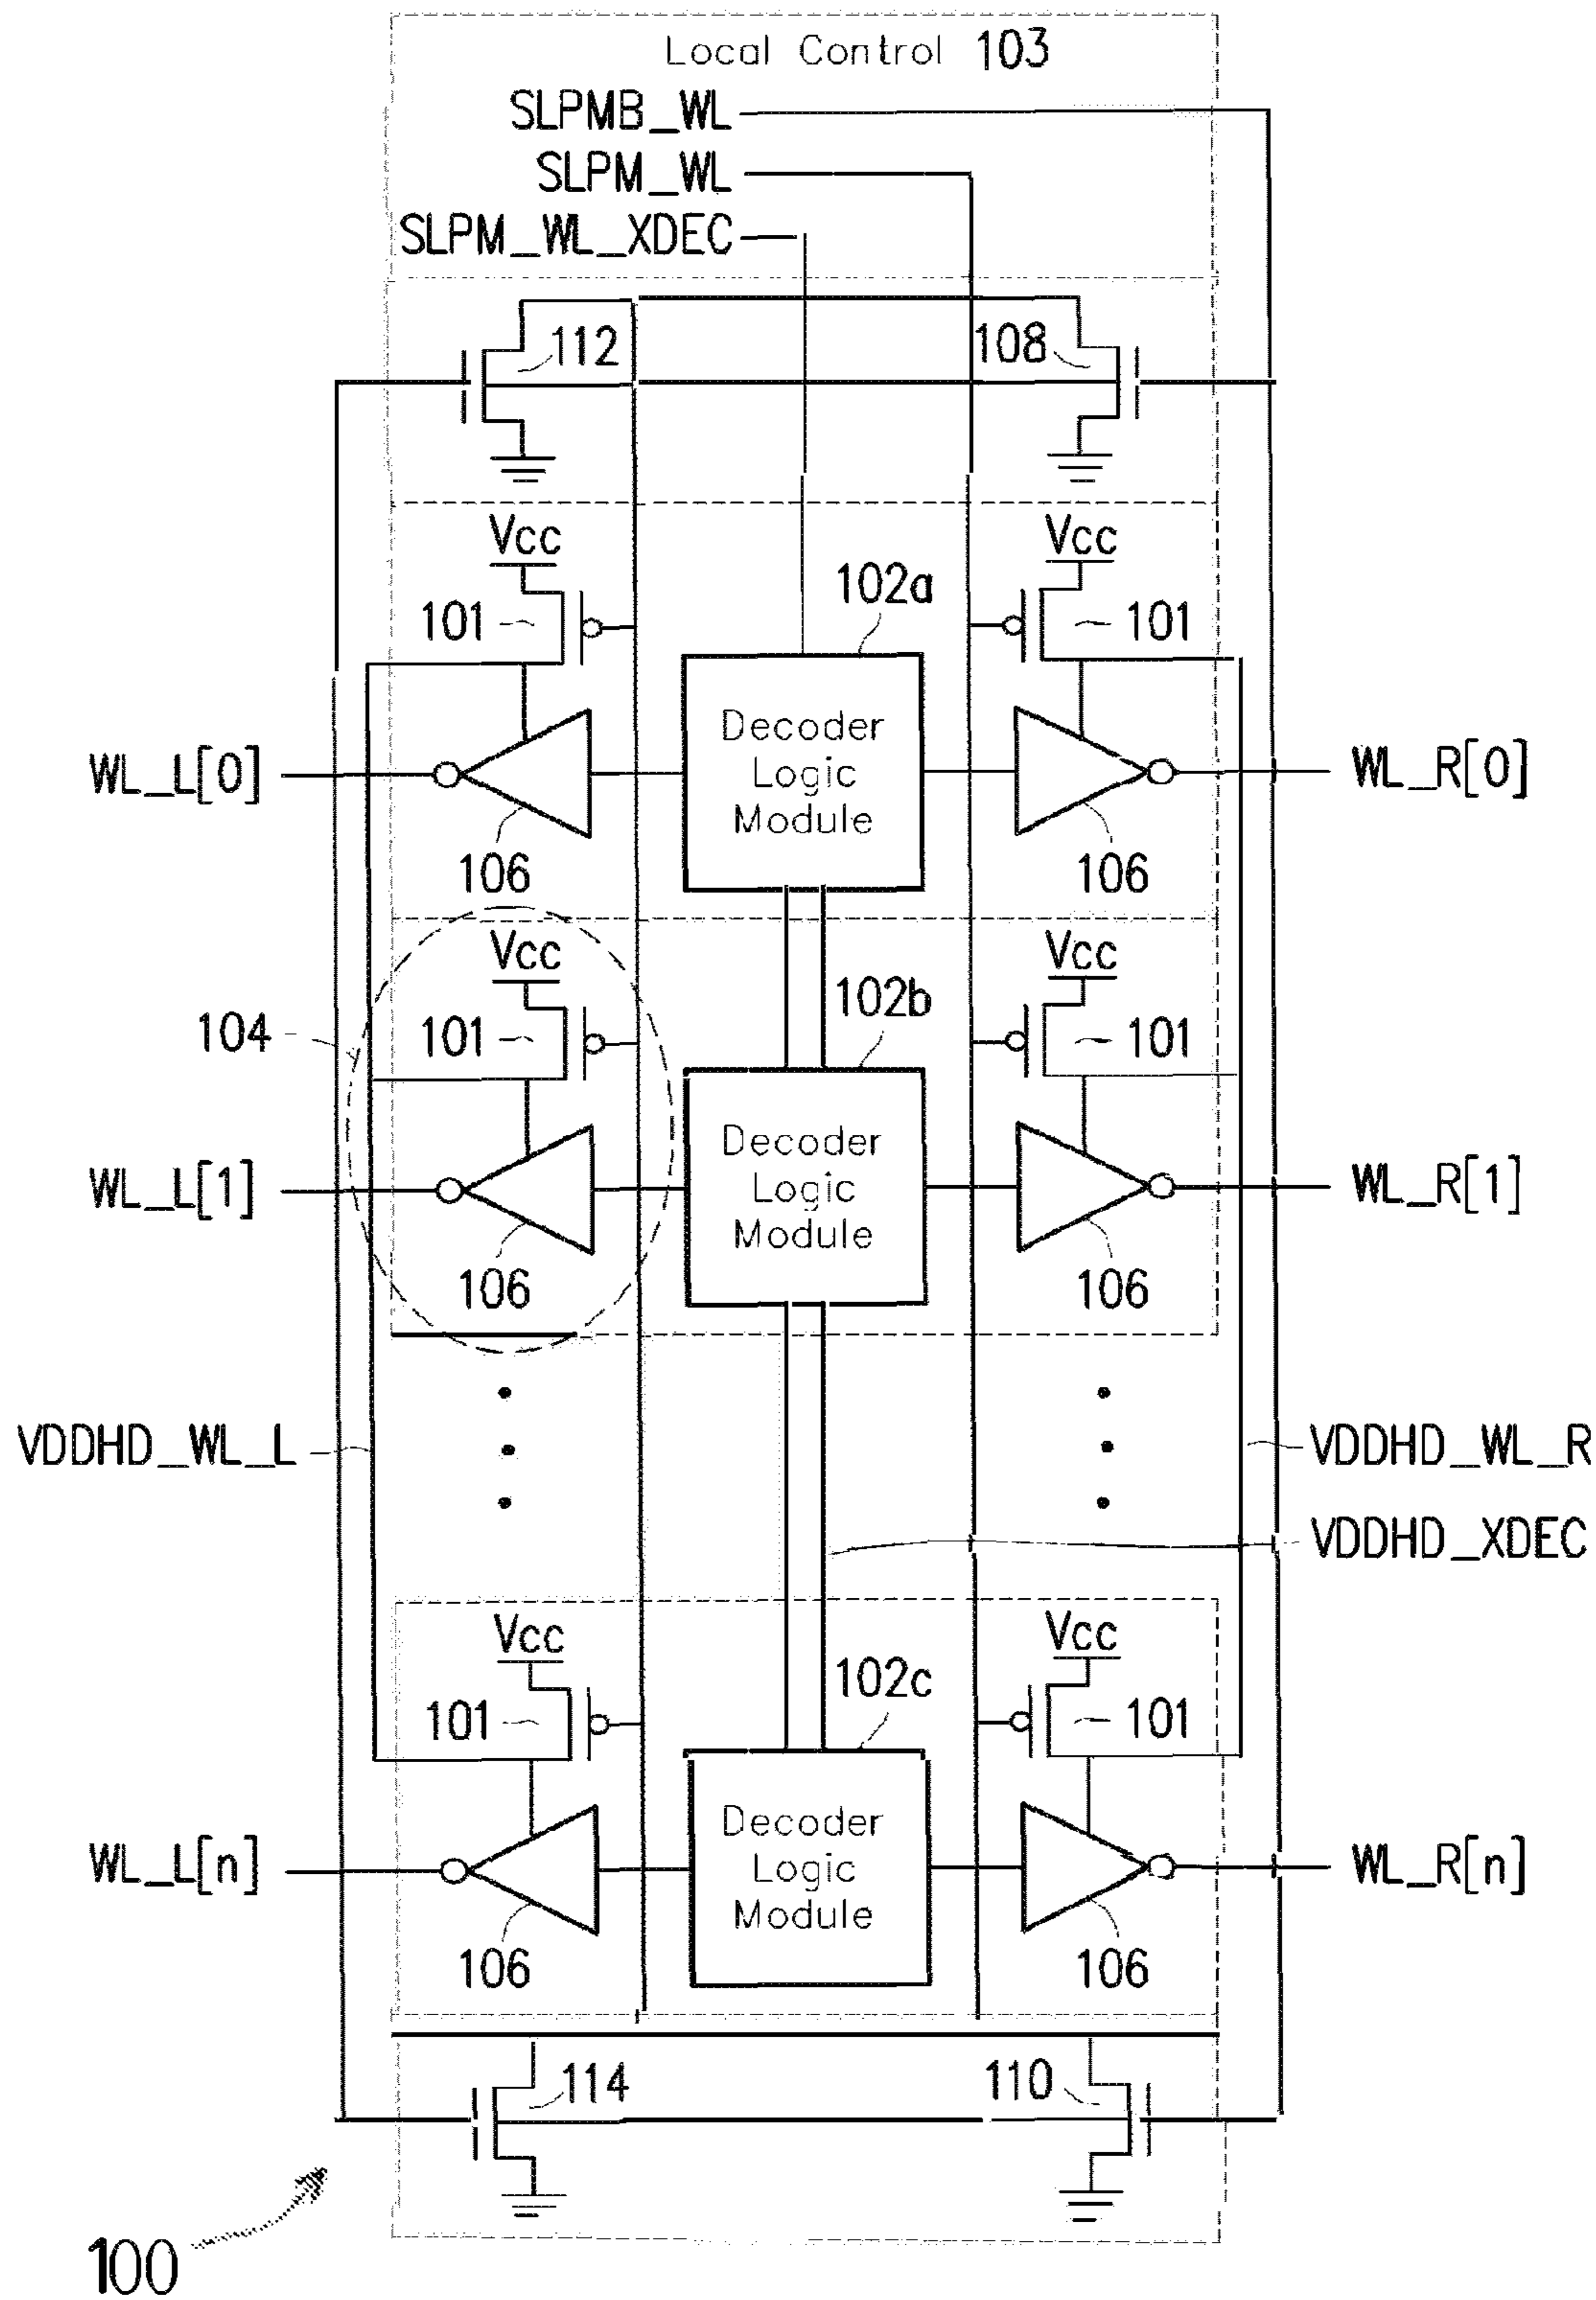 Local Control 103
SLPMB_WL
SLPM_WL
SLPM_WL_XDEC
112
108
Vcc
Vcc
101
102a
101
Decoder
Logic
Module
WL_L[0]
WL_R[0]
106
106
Vcc
Vcc
104
101
102b
101
Decoder
Logic
Module
WL_L[1]
WL_R[1]
106
106
VDDHD_WL_L
VDDHD_WL_R
VDDHD_XDEC
Vcc
Vcc
101
102c
101
Decoder
Logic
Module
WL_L[n]
WL_R[n]
106
106
114
110
100